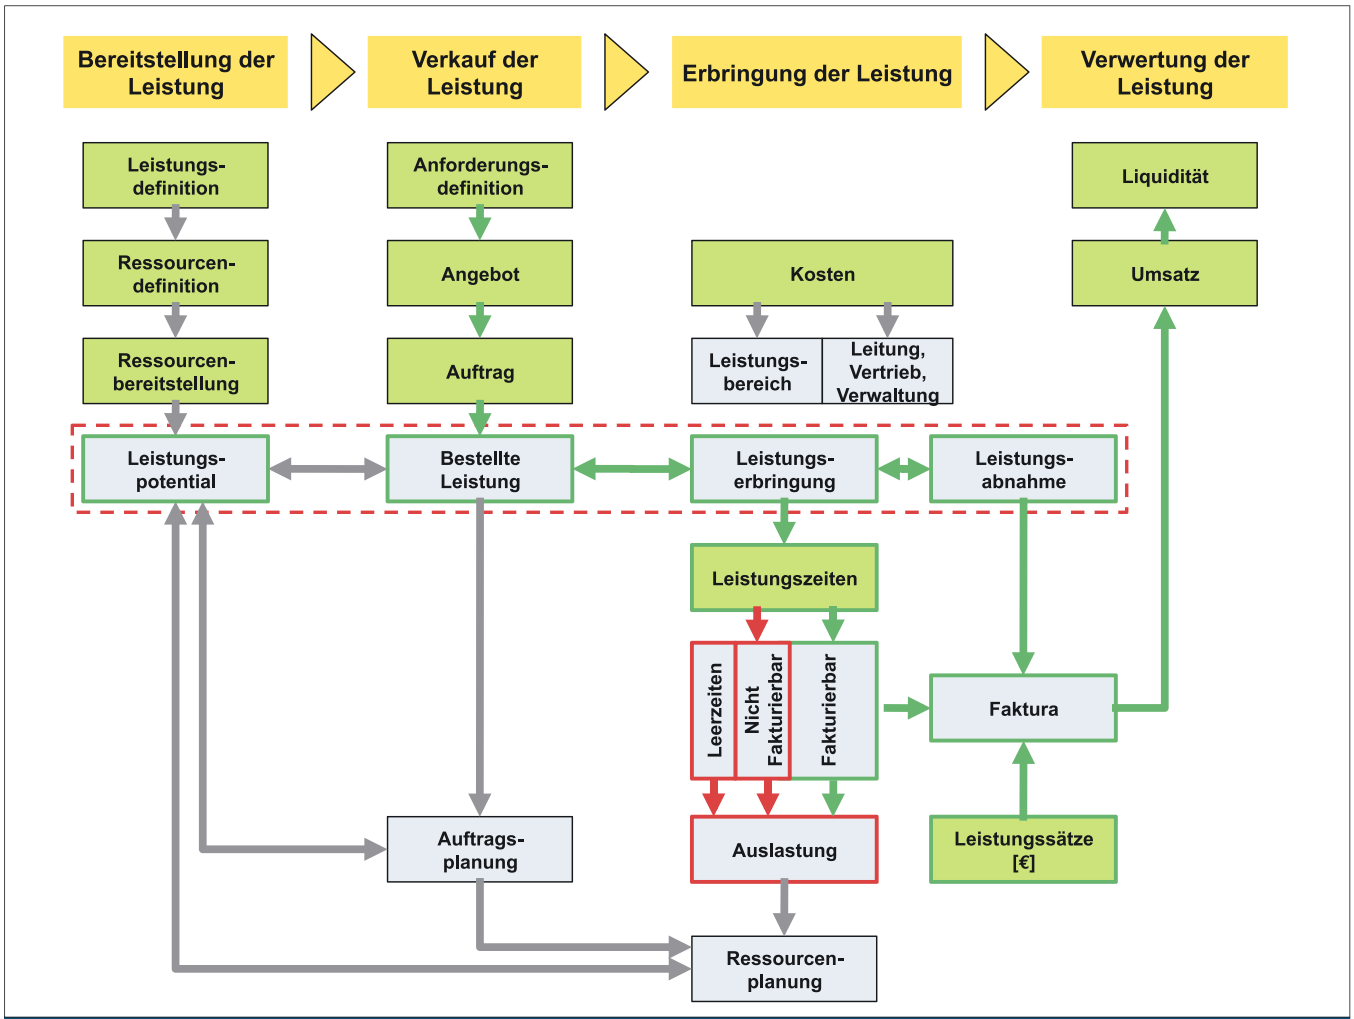 Bereitstellung der
Leistung
Verkauf der
Leistung
Erbringung der Leistung
Verwertung der
Leistung
Leistungs-
definition
Ressourcen-
definition
Ressourcen-
bereitstellung
Leistungs-
potential
Anforderungs-
definition
Angebot
Auftrag
Bestellte
Leistung
Auftrags-
planung
Kosten
Leistungs-
bereich
Leitung,
Vertrieb,
Verwaltung
Leistungs-
erbringung
Leistungszeiten
Leerzeiten
Nicht
Fakturierbar
Fakturierbar
Auslastung
Ressourcen-
planung
Liquidität
Umsatz
Leistungs-
abnahme
Faktura
Leistungssätze
[€]